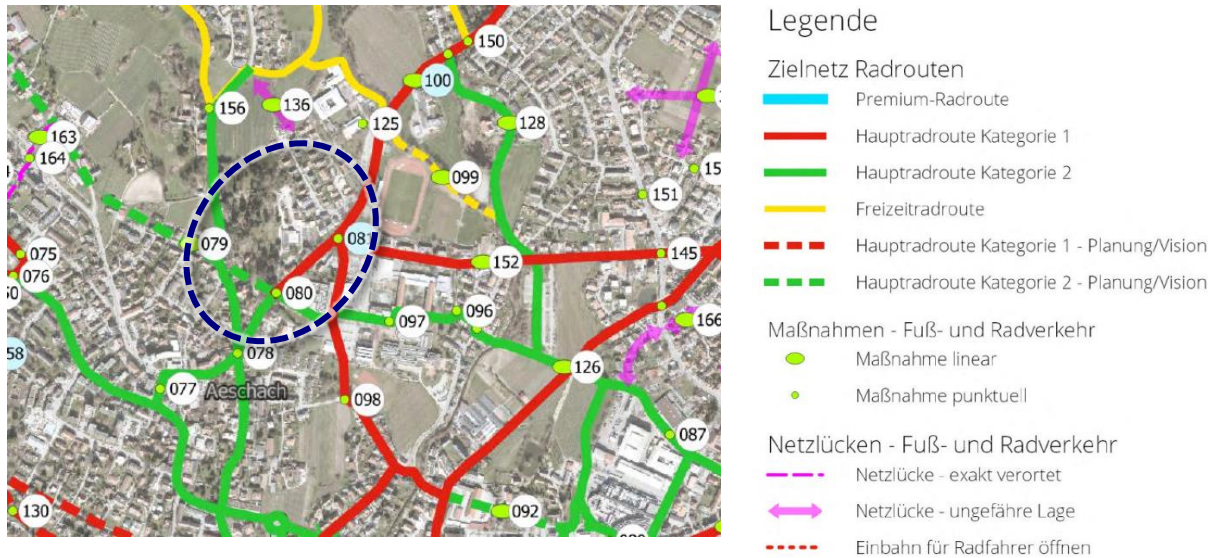 150
100
156
136
125
128
163
164
099
151
079
081
075
076
152
145
080
096
097
166
078
58
126
077
Aeschach
098
087
130
092
Legende
Zielnetz Radrouten
Premium-Radroute
Hauptradroute Kategorie 1
Hauptradroute Kategorie 2
Freizeitradroute
Hauptradroute Kategorie 1 - Planung/Vision
Hauptradroute Kategorie 2 - Planung/Vision
Maßnahmen - Fuß- und Radverkehr
Maßnahme linear
Maßnahme punktuell
Netzlücken - Fuß- und Radverkehr
Netzlücke - exakt verortet
Netzlücke - ungefähre Lage
Einbahn für Radfahrer öffnen